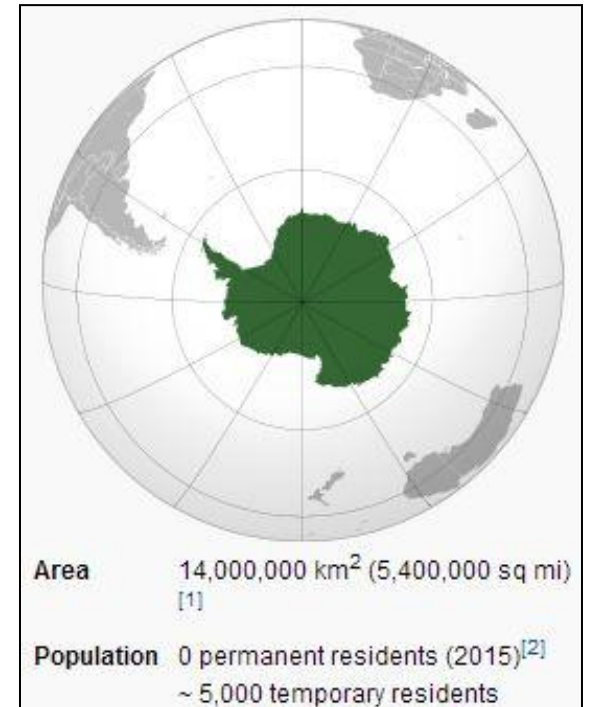 Area 14,000,000 km² (5,400,000 sq mi)
[1]
Population 0 permanent residents (2015)[2]
~ 5,000 temporary residents